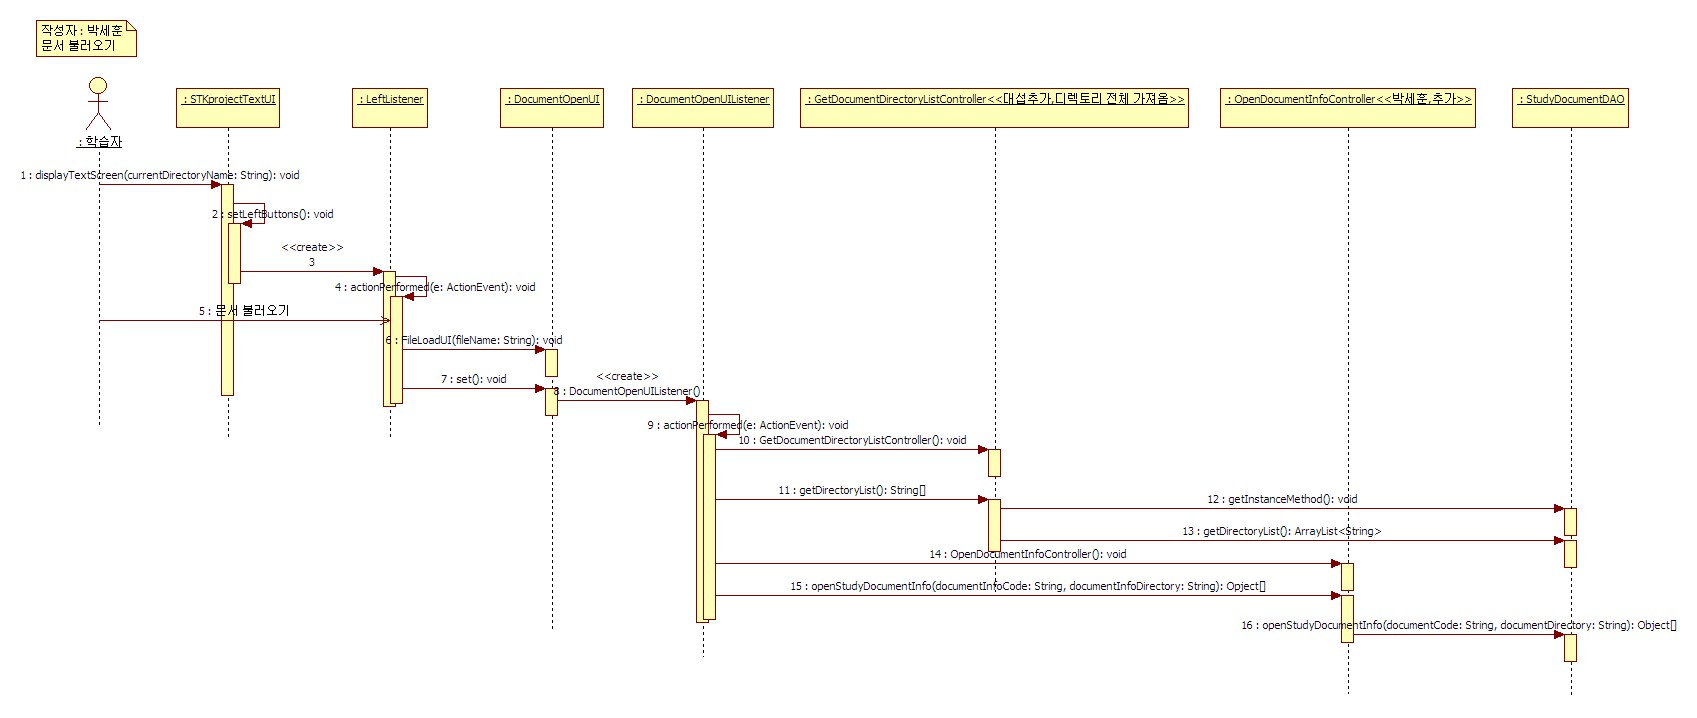 작성자 : 박세훈
문서 불러오기
: 학습자
: STKprojectTextUI
: LeftListener
: DocumentOpenUI
: DocumentOpenUIListener
: GetDocumentDirectoryListController<<대섭추가,디렉토리 전체 가져옴>>
: OpenDocumentInfoController<<박세훈,추가>>
: StudyDocumentDAO
1 : displayTextScreen(currentDirectoryName: String): void
2 : setLeftButtons(): void
<<create>>
3
4 : actionPerformed(e: ActionEvent): void
5 : 문서 불러오기
6 : FileLoadUI(fileName: String): void
7 : set(): void
<<create>>
8 : DocumentOpenUIListener()
9 : actionPerformed(e: ActionEvent): void
10 : GetDocumentDirectoryListController(): void
11 : getDirectoryList(): String[]
12 : getInstanceMethod(): void
13 : getDirectoryList(): ArrayList<String>
14 : OpenDocumentInfoController(): void
15 : openStudyDocumentInfo(documentInfoCode: String, documentInfoDirectory: String): Opject[]
16 : openStudyDocumentInfo(documentCode: String, documentDirectory: String): Object[]